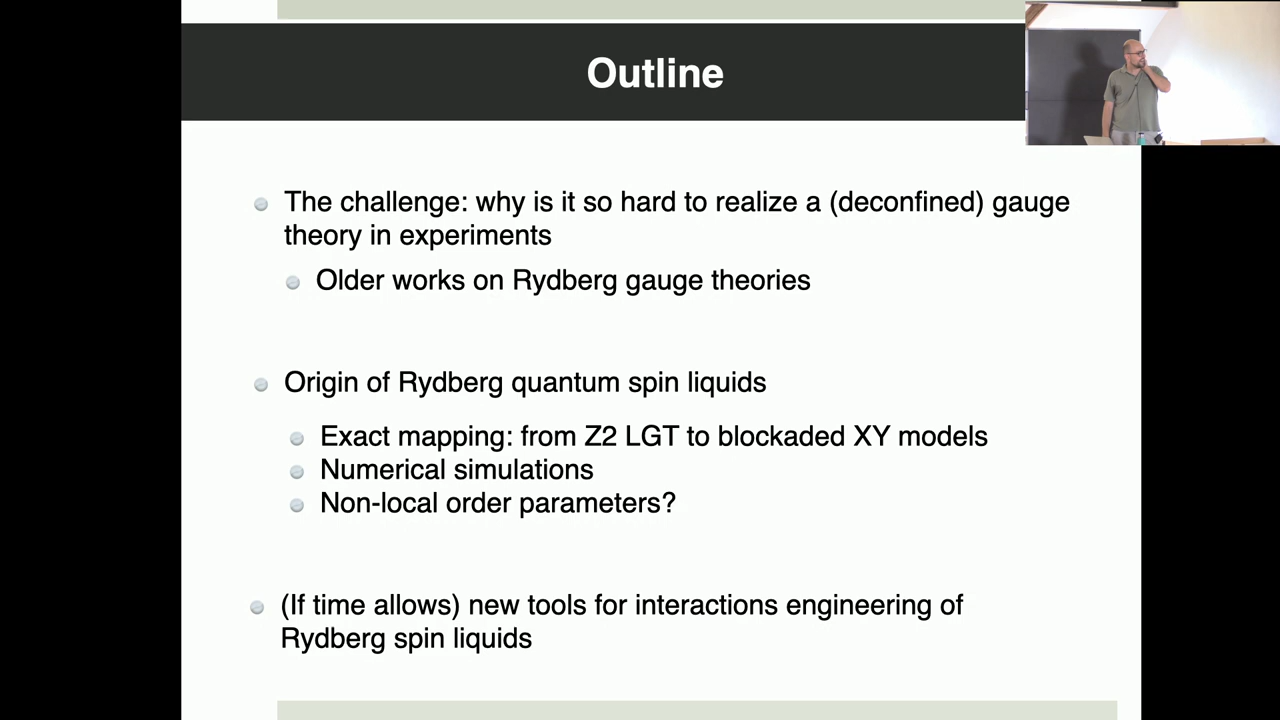 Outline
The challenge: why is it so hard to realize a (deconfined) gauge
theory in experiments
Older works on Rydberg gauge theories
Origin of Rydberg quantum spin liquids
Exact mapping: from Z2 LGT to blockaded XY models
Numerical simulations
Non-local order parameters?
(If time allows) new tools for interactions engineering of
Rydberg spin liquids